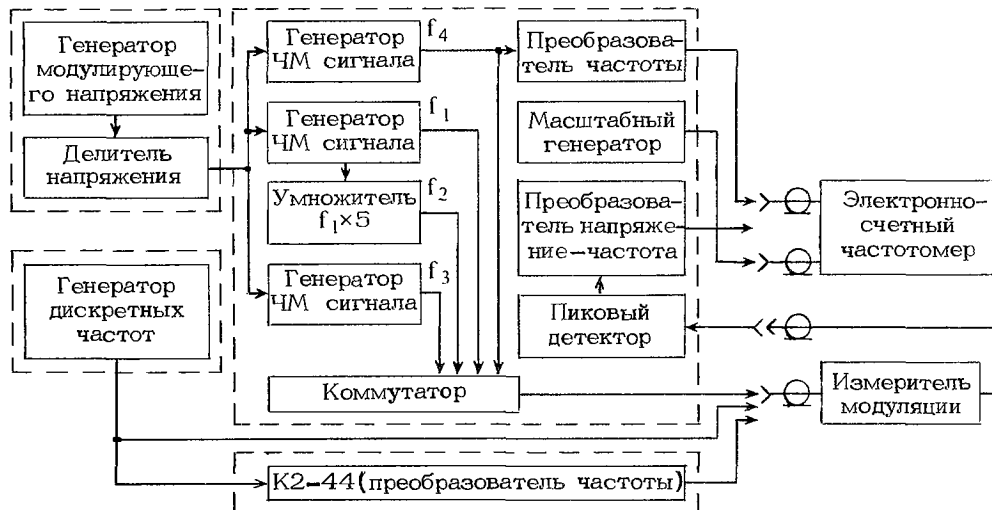 Генератор
модулирующе-
го напряжения
Делитель
напряжения
Генератор
дискретных
частот
Генератор
ЧМ сигнала
f₄
Генератор
ЧМ сигнала
f₁
Умножитель
f₁×5
f₂
Генератор
ЧМ сигнала
f₃
Коммутатор
Преобразова-
тель частоты
Масштабный
генератор
Преобразова-
тель напряже-
ние–частота
Пиковый
детектор
Электронно-
счетный
частотомер
Измеритель
модуляции
К2–44(преобразователь частоты)